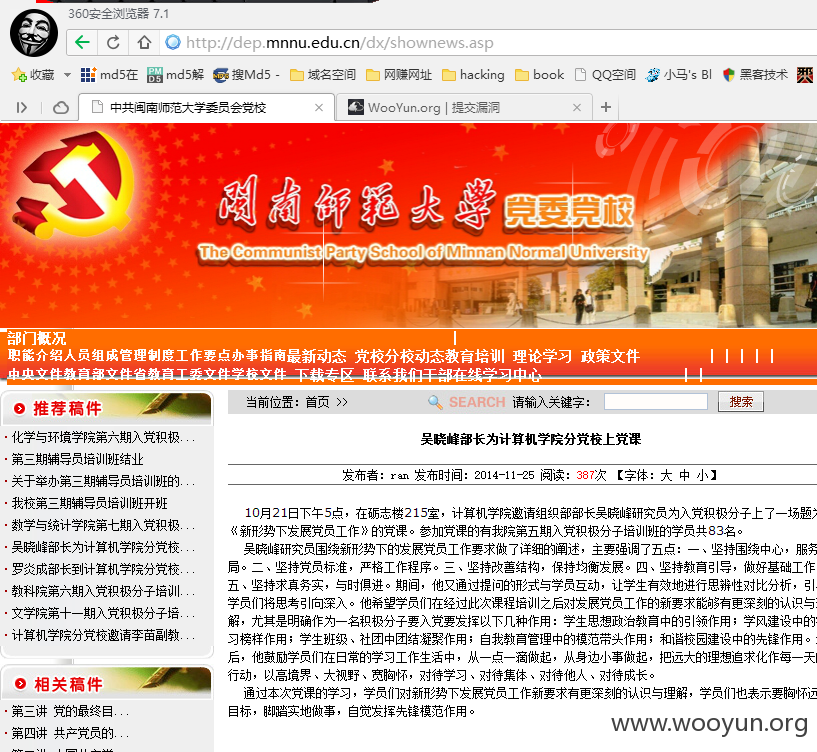 360安全浏览器 7.1
http://dep.mnnu.edu.cn/dx/shownews.asp
收藏 md5在 PM D5 md5解 搜Md5 - 域名空间 网赚网址 hacking book QQ空间 小马's Bl 黑客技术
中共闽南师范大学委员会党校 × WooYun.org | 提交漏洞 × +
闽南师范大学 党委党校
The Communist Party School of Minnan Normal University
部门概况
职能介绍人员组成管理制度工作要点办事指南最新动态 党校分校动态教育培训 理论学习 政策文件
中央文件教育部文件省教育工委文件学校文件 下载专区 联系我们干部在线学习中心
推荐稿件
当前位置：首页 >> SEARCH 请输入关键字： 搜索
·化学与环境学院第六期入党积极...
·第三期辅导员培训班结业
·关于举办第三期辅导员培训班的...
·我校第三期辅导员培训班开班
·数学与统计学院第七期入党积极...
·吴晓峰部长为计算机学院分党校...
·罗炎成部长到计算机学院分党校...
·教科院第六期入党积极分子培训...
·文学院第十一期入党积极分子培...
·计算机学院分党校邀请李苗副教...
相关稿件
·第三讲 党的最终目...
·第四讲 共产党员的...
吴晓峰部长为计算机学院分党校上党课
发布者：ran 发布时间：2014-11-25 阅读：387次 【字体：大 中 小】
10月21日下午5点，在砺志楼215室，计算机学院邀请组织部部长吴晓峰研究员为入党积极分子上了一场题为
《新形势下发展党员工作》的党课。参加党课的有我院第五期入党积极分子培训班的学员共83名。
吴晓峰研究员围绕新形势下的发展党员工作要求做了详细的阐述，主要强调了五点：一、坚持围绕中心，服务
局。二、坚持党员标准，严格工作程序。三、坚持改善结构，保持均衡发展。四、坚持教育引导，做好基础工作
五、坚持求真务实，与时俱进。期间，他又通过提问的形式与学员互动，让学生有效地进行思辨性对比分析，引
学员们将思考引向深入。他希望学员们在经过此次课程培训之后对发展党员工作的新要求能够有更深刻的认识与
解，尤其是明确作为一名积极分子要入党要发挥以下几种作用：学生思想政治教育中的引领作用；学风建设中的
习榜样作用；学生班级、社团中团结凝聚作用；自我教育管理中的模范带头作用；和谐校园建设中的先锋作用。
后，他鼓励学员们在日常的学习工作生活中，从一点一滴做起，从身边小事做起，把远大的理想追求化作每一天
行动，以高境界、大视野、宽胸怀，对待学习、对待集体、对待他人、对待成长。
通过本次党课的学习，学员们对新形势下发展党员工作新要求有更深刻的认识与理解，学员们也表示要胸怀远
目标，脚踏实地做事，自觉发挥先锋模范作用。
www.wooyun.org